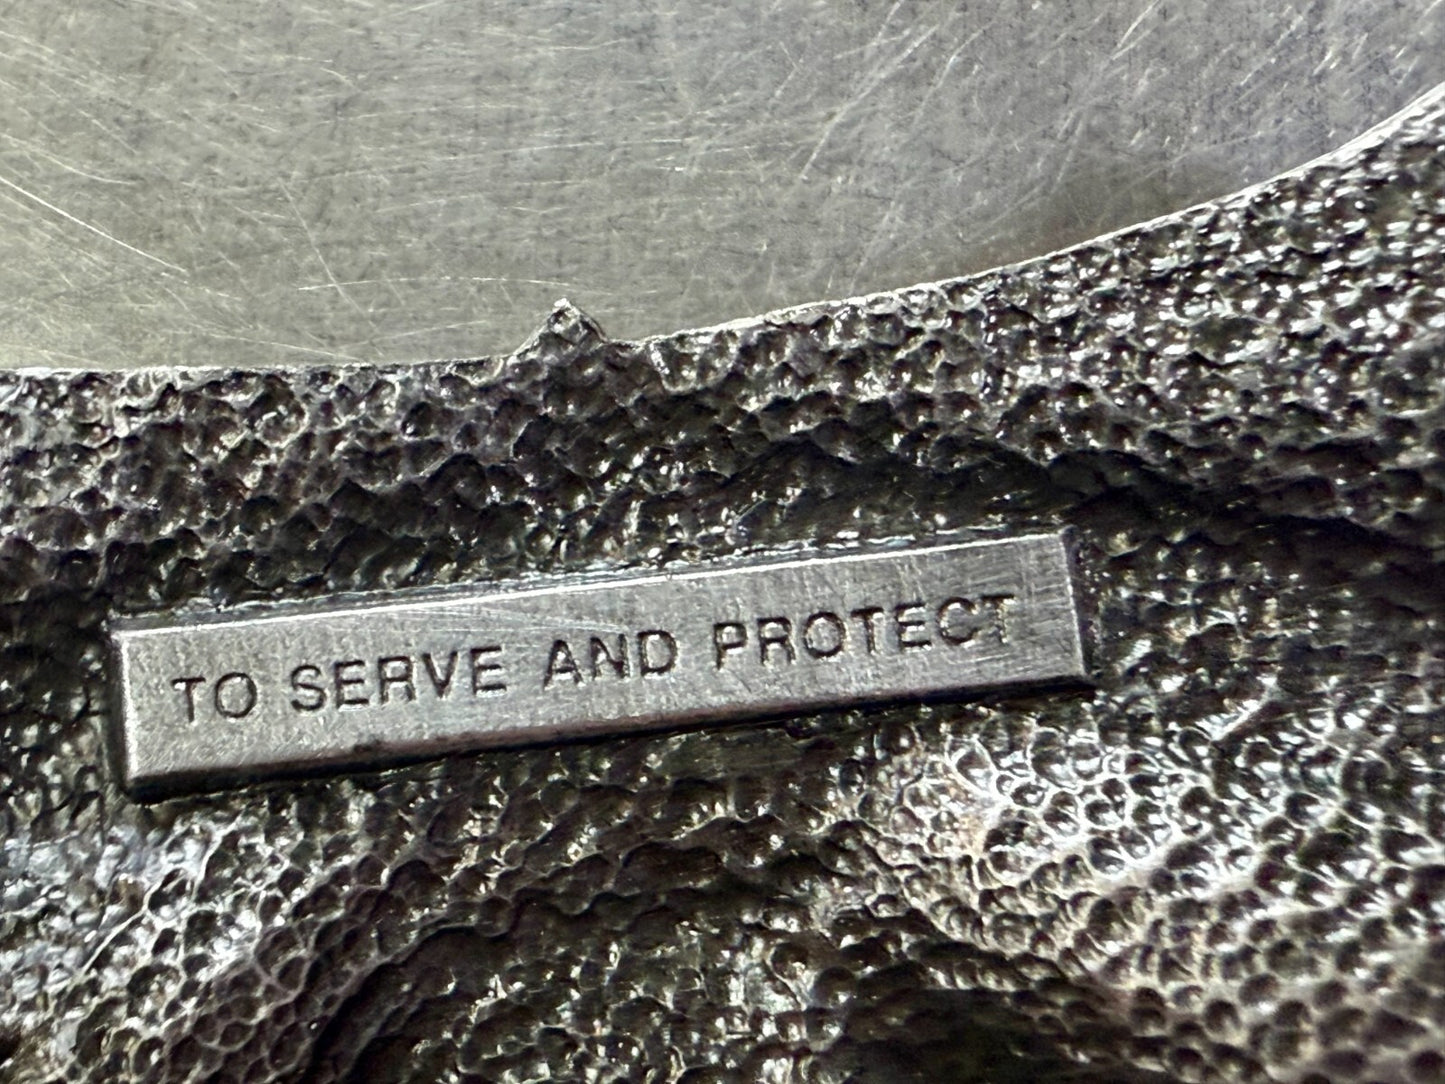 TO SERVE AND PROTECT